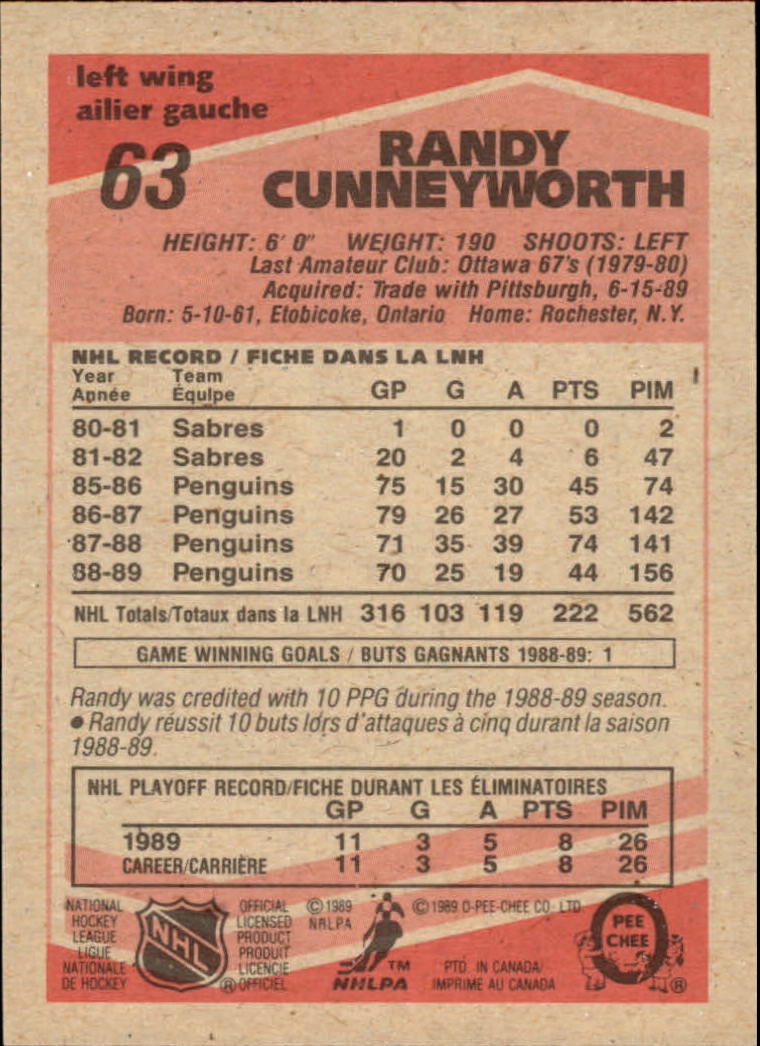 left wing
ailier gauche
63
RANDY
CUNNEYWORTH
HEIGHT: 6' 0" WEIGHT: 190 SHOOTS: LEFT
Last Amateur Club: Ottawa 67's (1979-80)
Acquired: Trade with Pittsburgh, 6-15-89
Born: 5-10-61, Etobicoke, Ontario Home: Rochester, N.Y.
NHL RECORD / FICHE DANS LA LNH
Year Team
Année Équipe GP G A PTS PIM
80-81 Sabres 1 0 0 0 2
81-82 Sabres 20 2 4 6 47
85-86 Penguins 75 15 30 45 74
86-87 Penguins 79 26 27 53 142
87-88 Penguins 71 35 39 74 141
88-89 Penguins 70 25 19 44 156
NHL Totals/Totaux dans la LNH 316 103 119 222 562
GAME WINNING GOALS / BUTS GAGNANTS 1988-89: 1
Randy was credited with 10 PPG during the 1988-89 season.
● Randy réussit 10 buts lors d'attaques à cinq durant la saison
1988-89.
NHL PLAYOFF RECORD/FICHE DURANT LES ÉLIMINATOIRES
GP G A PTS PIM
1989 11 3 5 8 26
CAREER/CARRIÈRE 11 3 5 8 26
NATIONAL
HOCKEY
LEAGUE
LIGUE
NATIONALE
DE HOCKEY
NHL
OFFICIAL
LICENSED
PRODUCT
PRODUIT
LICENCIE
® OFFICIEL
© 1989
NHLPA
TM
NHLPA
© 1989 O-PEE-CHEE CO. LTD.
PTD. IN CANADA/
IMPRIME AU CANADA
PEE
CHEE
®